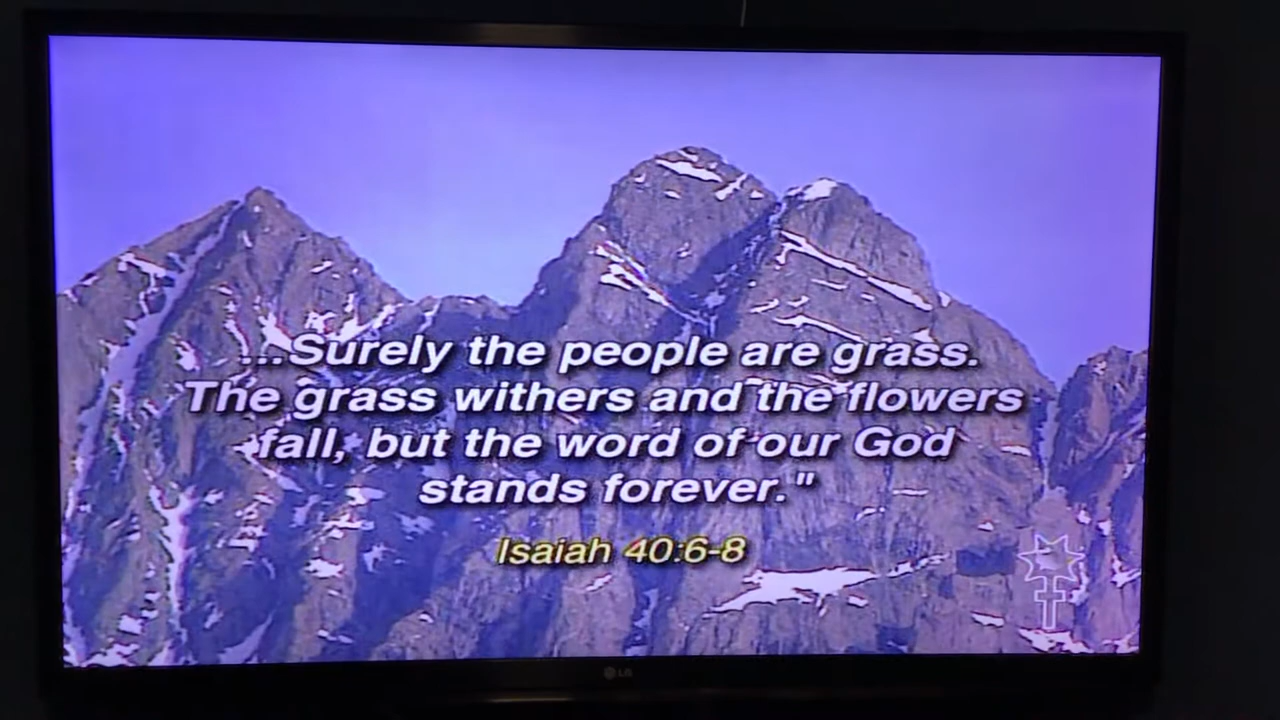 ...Surely the people are grass.
The grass withers and the flowers
fall, but the word of our God
stands forever."
Isaiah 40:6-8
LG